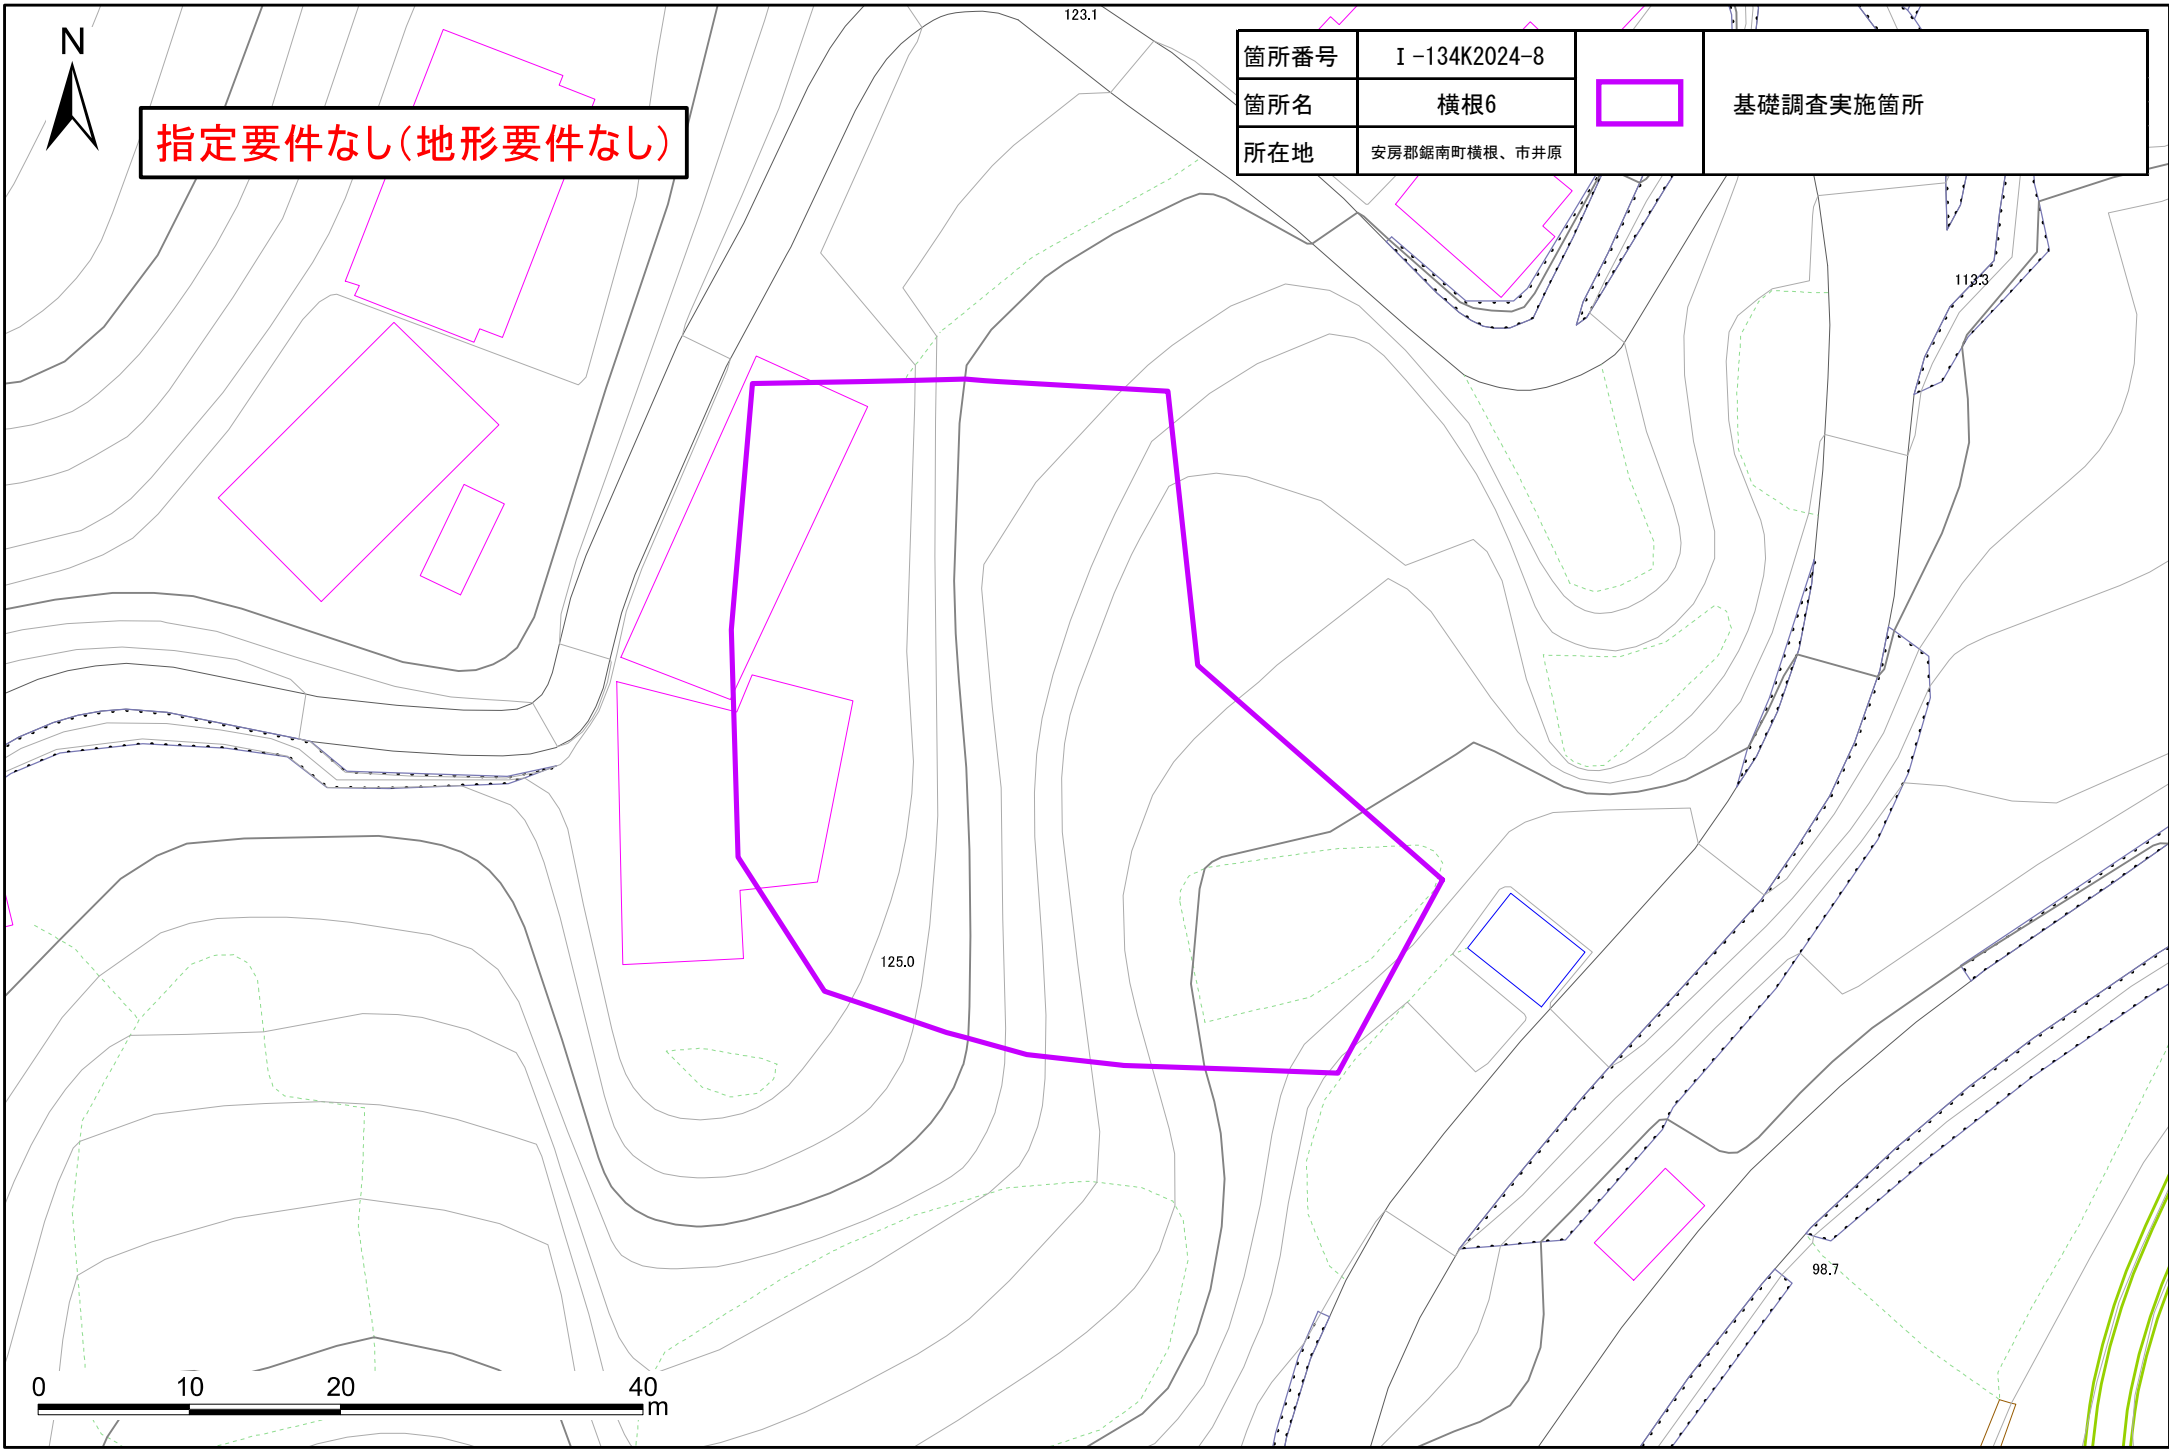 123.1
N
指定要件なし(地形要件なし)
箇所番号 Ⅰ-134K2024-8
箇所名 横根6
所在地 安房郡鋸南町横根、市井原
基礎調査実施箇所
113.3
125.0
98.7
0 10 20 40
m